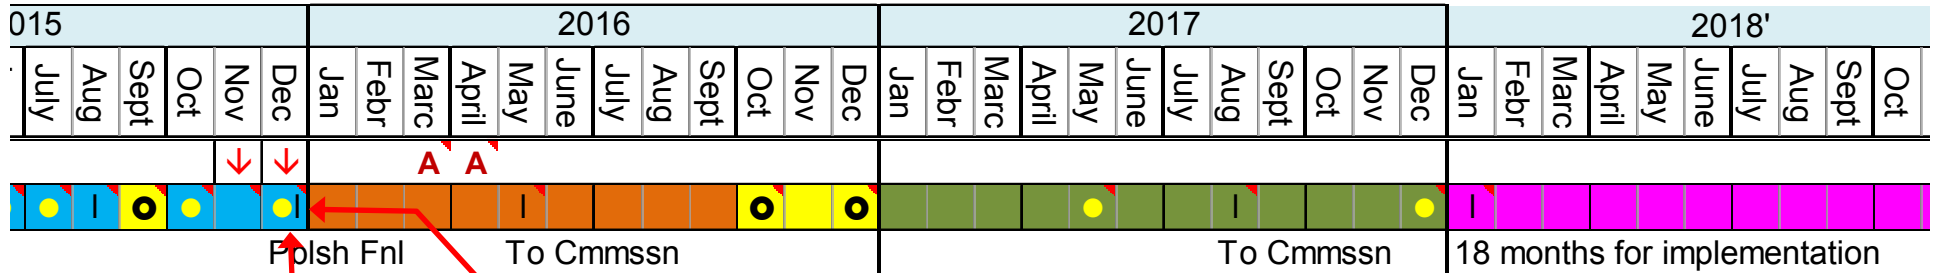 015 2016 2017 2018'
July Aug Sept Oct Nov Dec Jan Febr Marc April May June July Aug Sept Oct Nov Dec Jan Febr Marc April May June July Aug Sept Oct Nov Dec Jan Febr Marc April May June July Aug Sept Oct
A A
I I I I I
Pblsh Fnl To Cmmssn To Cmmssn 18 months for implementation